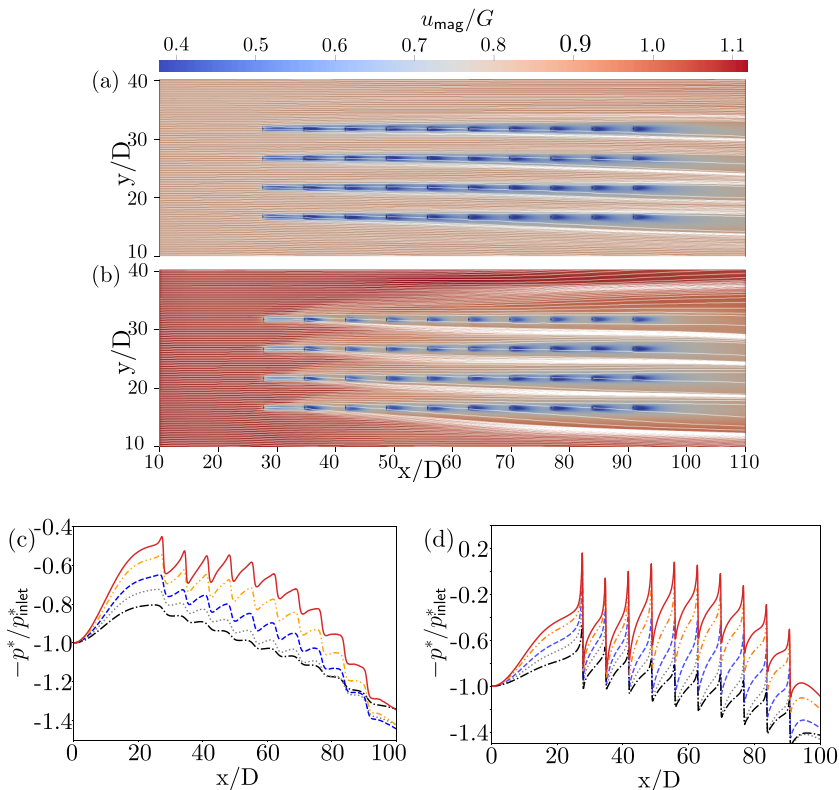 u_mag/G
0.4 0.5 0.6 0.7 0.8 0.9 1.0 1.1
(a)
40
30
20
10
y/D
(b)
40
30
20
10
y/D
10 20 30 40 50 60 70 80 90 100 110
x/D
(c)
-0.4
-0.6
-0.8
-1.0
-1.2
-1.4
−p*/p*_inlet
0 20 40 60 80 100
x/D
(d)
0.2
-0.2
-0.6
-1.0
-1.4
−p*/p*_inlet
0 20 40 60 80 100
x/D